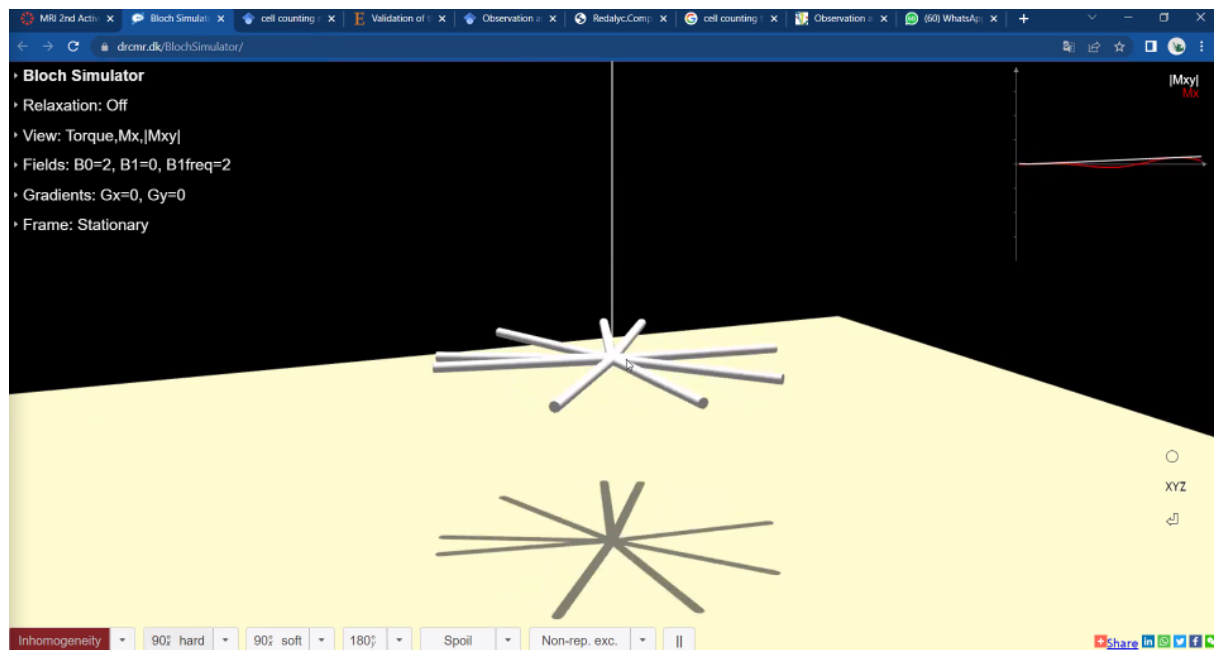 MRI 2nd Activ
Bloch Simulati
cell counting r
Validation of t
Observation a
Redalyc.Comp
cell counting t
Observation a
(60) WhatsAp
drcmr.dk/BlochSimulator/
Bloch Simulator
Relaxation: Off
View: Torque,Mx,|Mxy|
Fields: B0=2, B1=0, B1freq=2
Gradients: Gx=0, Gy=0
Frame: Stationary
|Mxy|
Mx
XYZ
Inhomogeneity
90°x hard
90°x soft
180°y
Spoil
Non-rep. exc.
||
Share